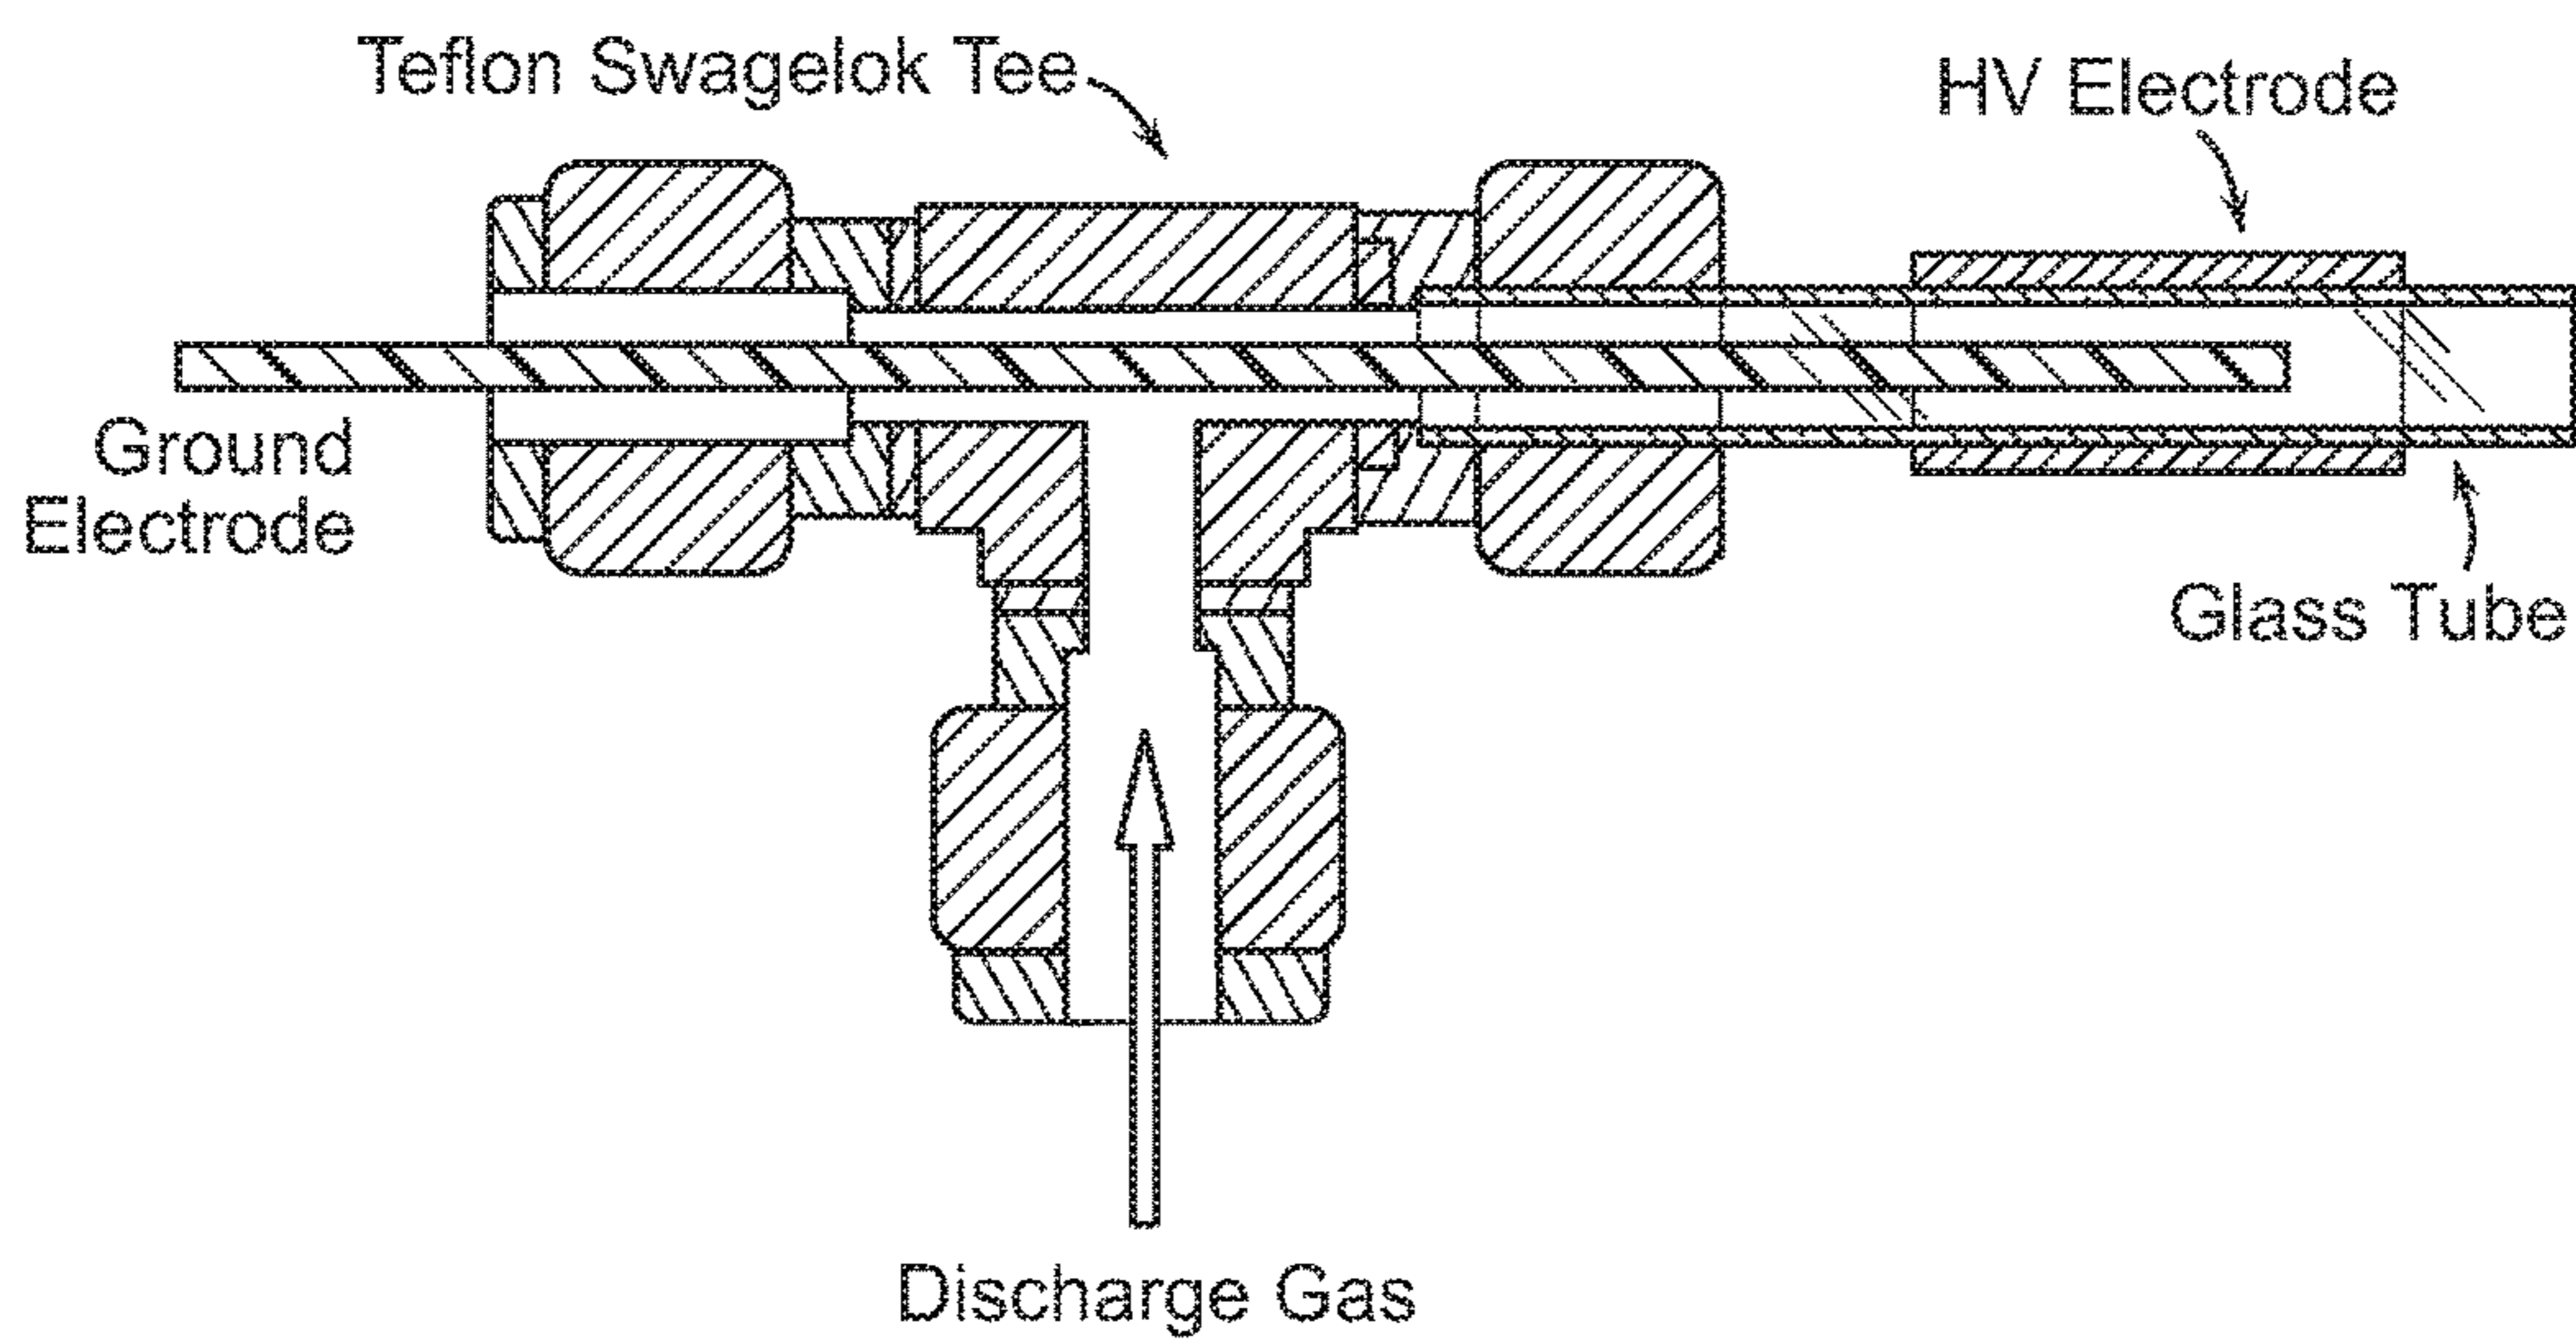 Teflon Swagelok Tee
HV Electrode
Ground
Electrode
Glass Tube
Discharge Gas